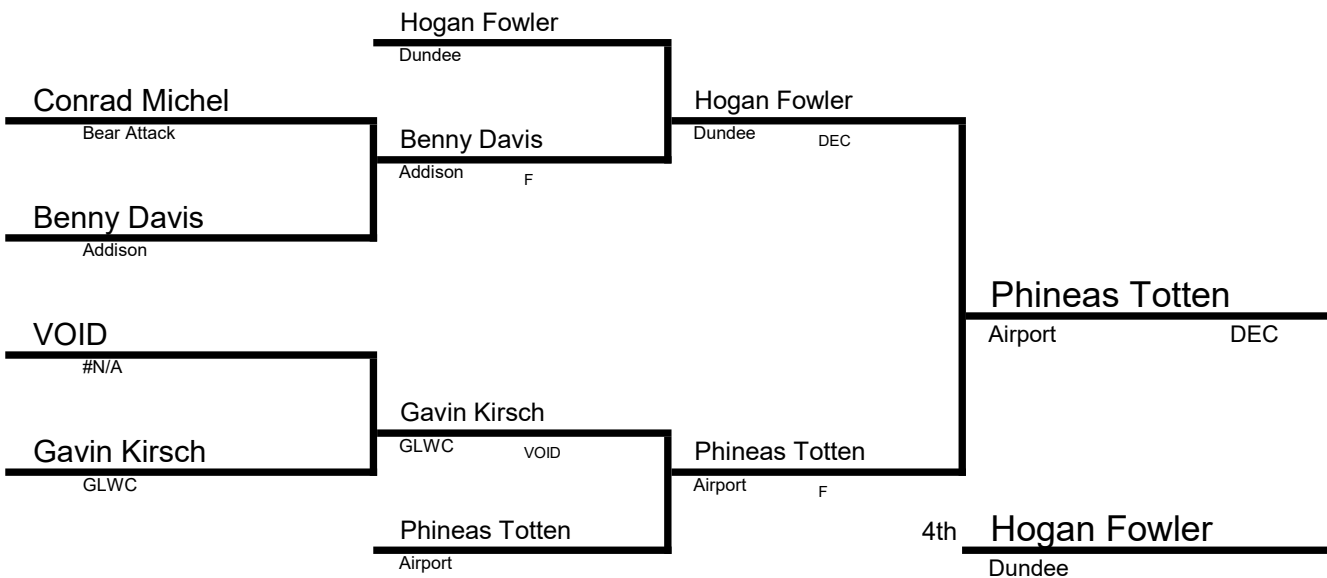 Hogan Fowler
Dundee
Conrad Michel
Bear Attack
Hogan Fowler
Dundee DEC
Benny Davis
Addison F
Benny Davis
Addison
Phineas Totten
Airport DEC
VOID
#N/A
Gavin Kirsch
GLWC VOID
Gavin Kirsch
GLWC
Phineas Totten
Airport F
Phineas Totten
Airport
4th Hogan Fowler
Dundee